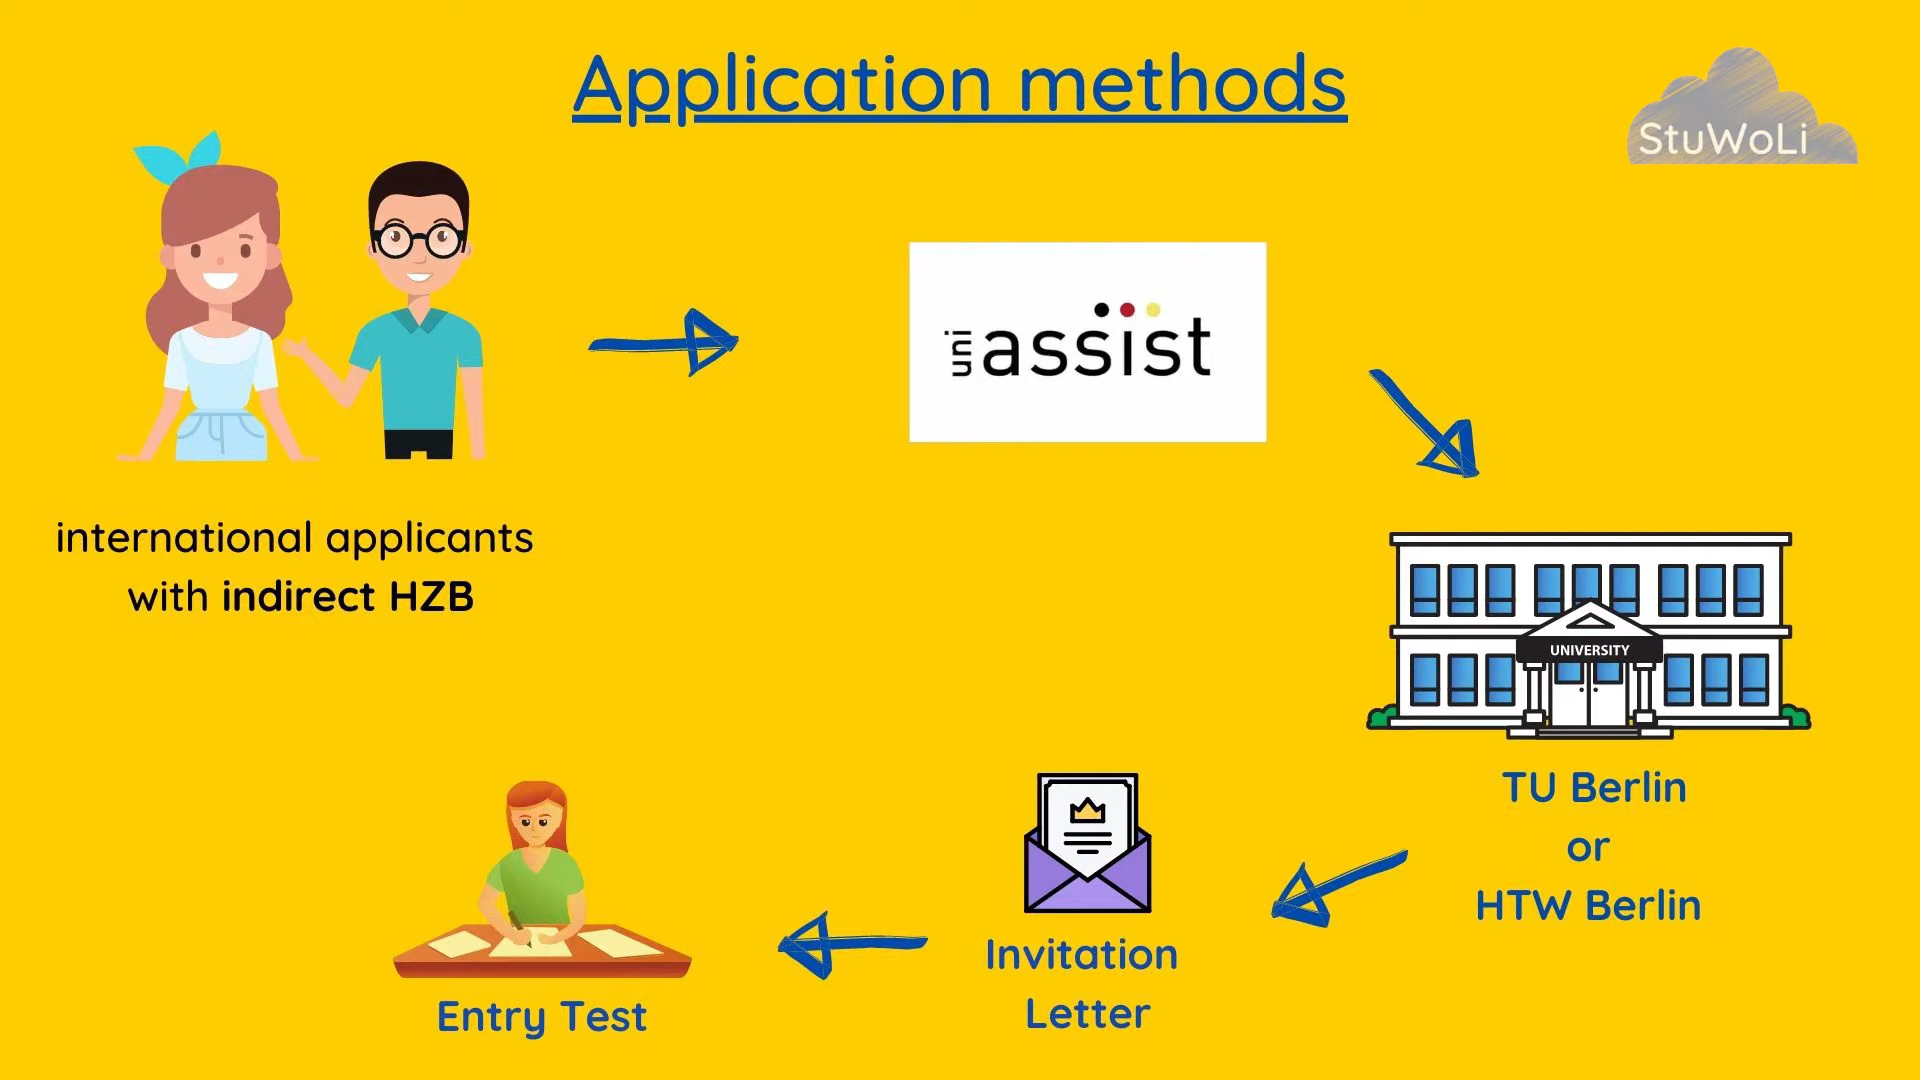 Application methods
StuWoLi
uni assist
international applicants
with indirect HZB
UNIVERSITY
TU Berlin
or
HTW Berlin
Invitation
Letter
Entry Test